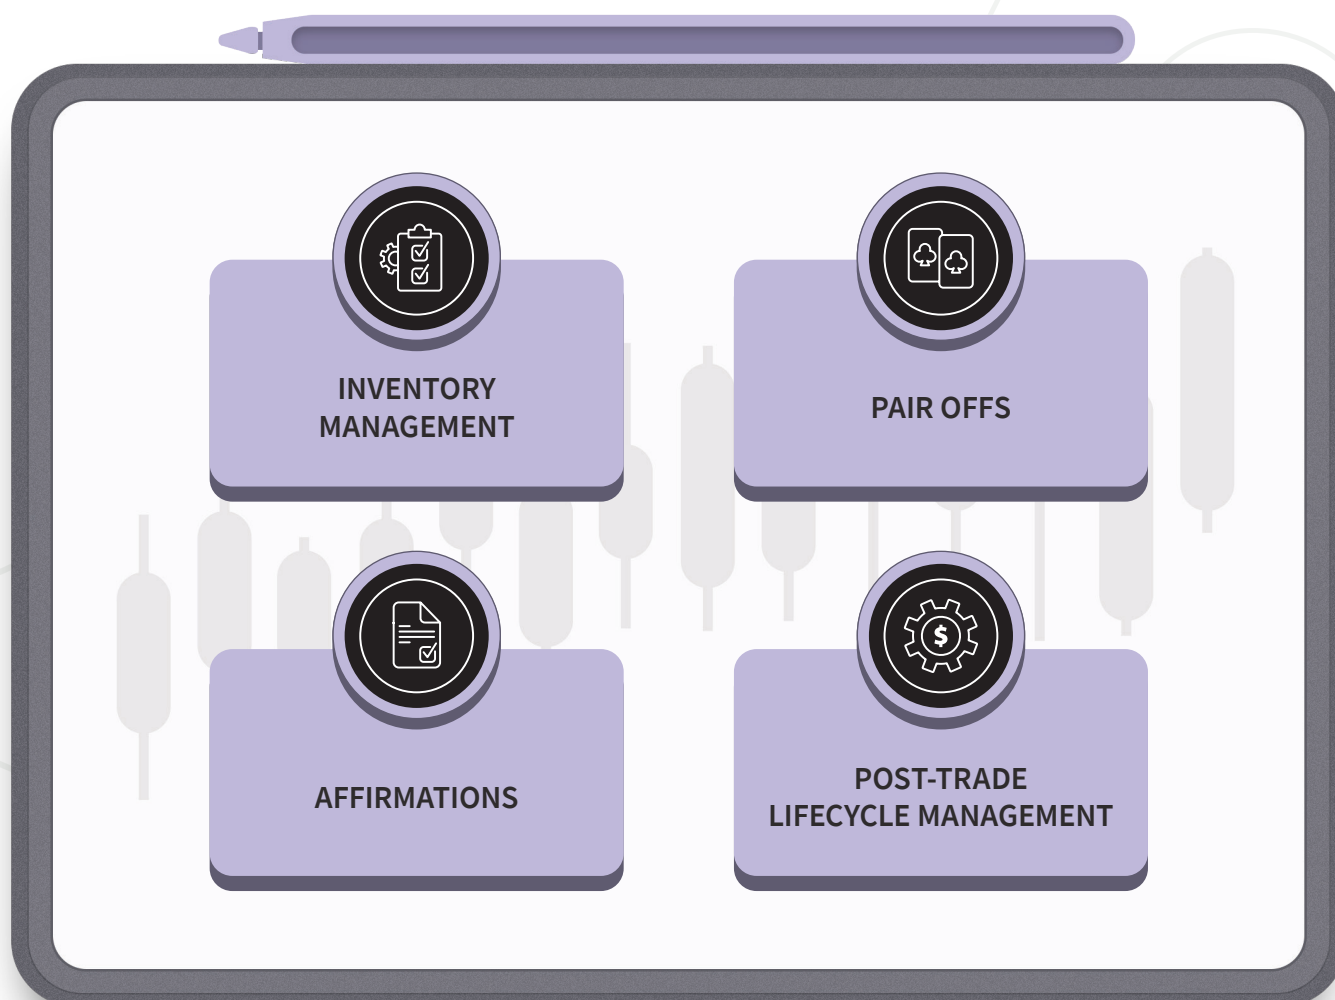 INVENTORY
MANAGEMENT
PAIR OFFS
$
AFFIRMATIONS
POST-TRADE
LIFECYCLE MANAGEMENT